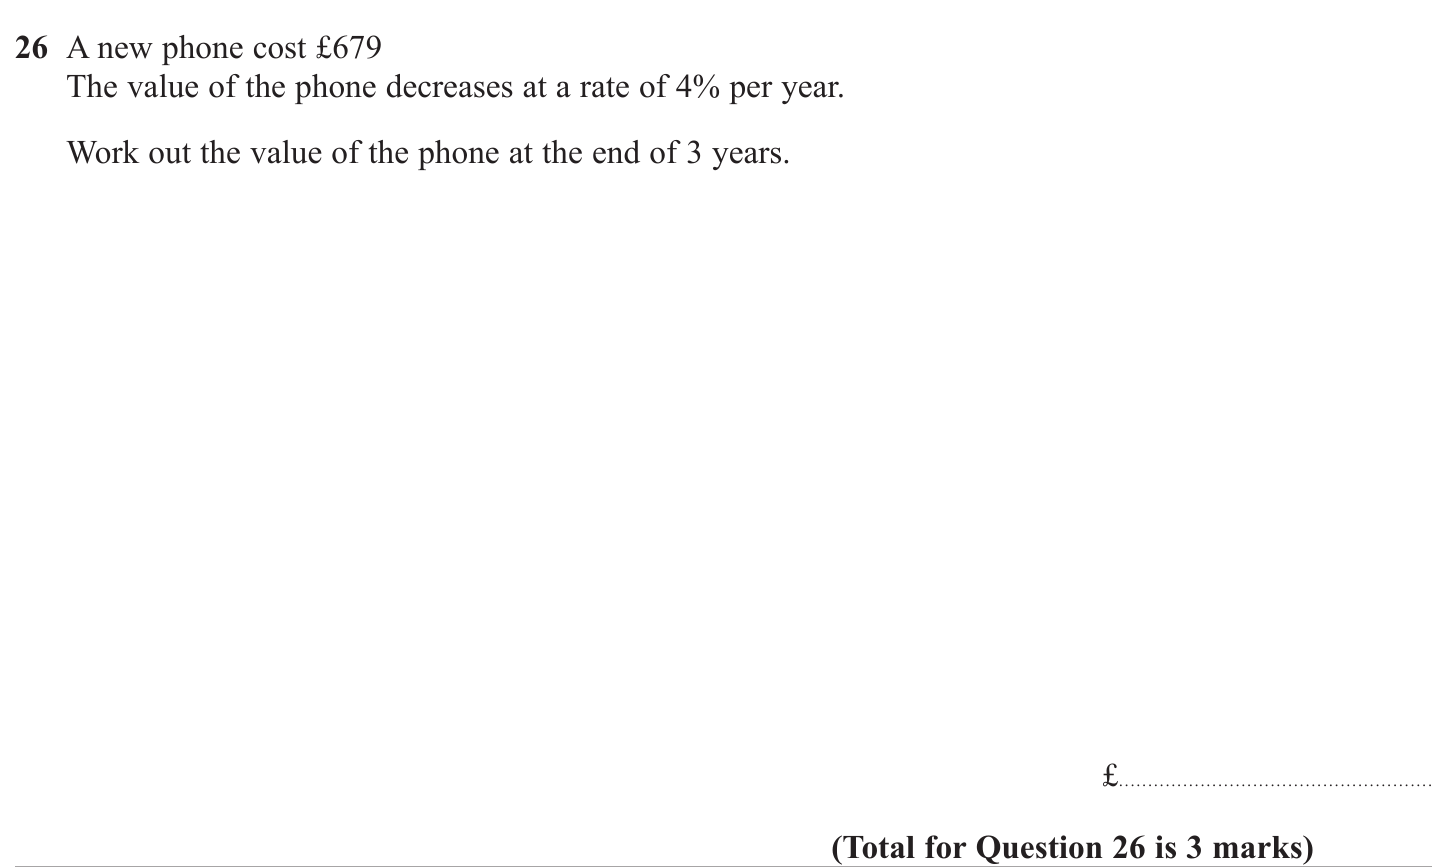 26 A new phone cost £679
The value of the phone decreases at a rate of 4% per year.
Work out the value of the phone at the end of 3 years.
£......................................................
(Total for Question 26 is 3 marks)